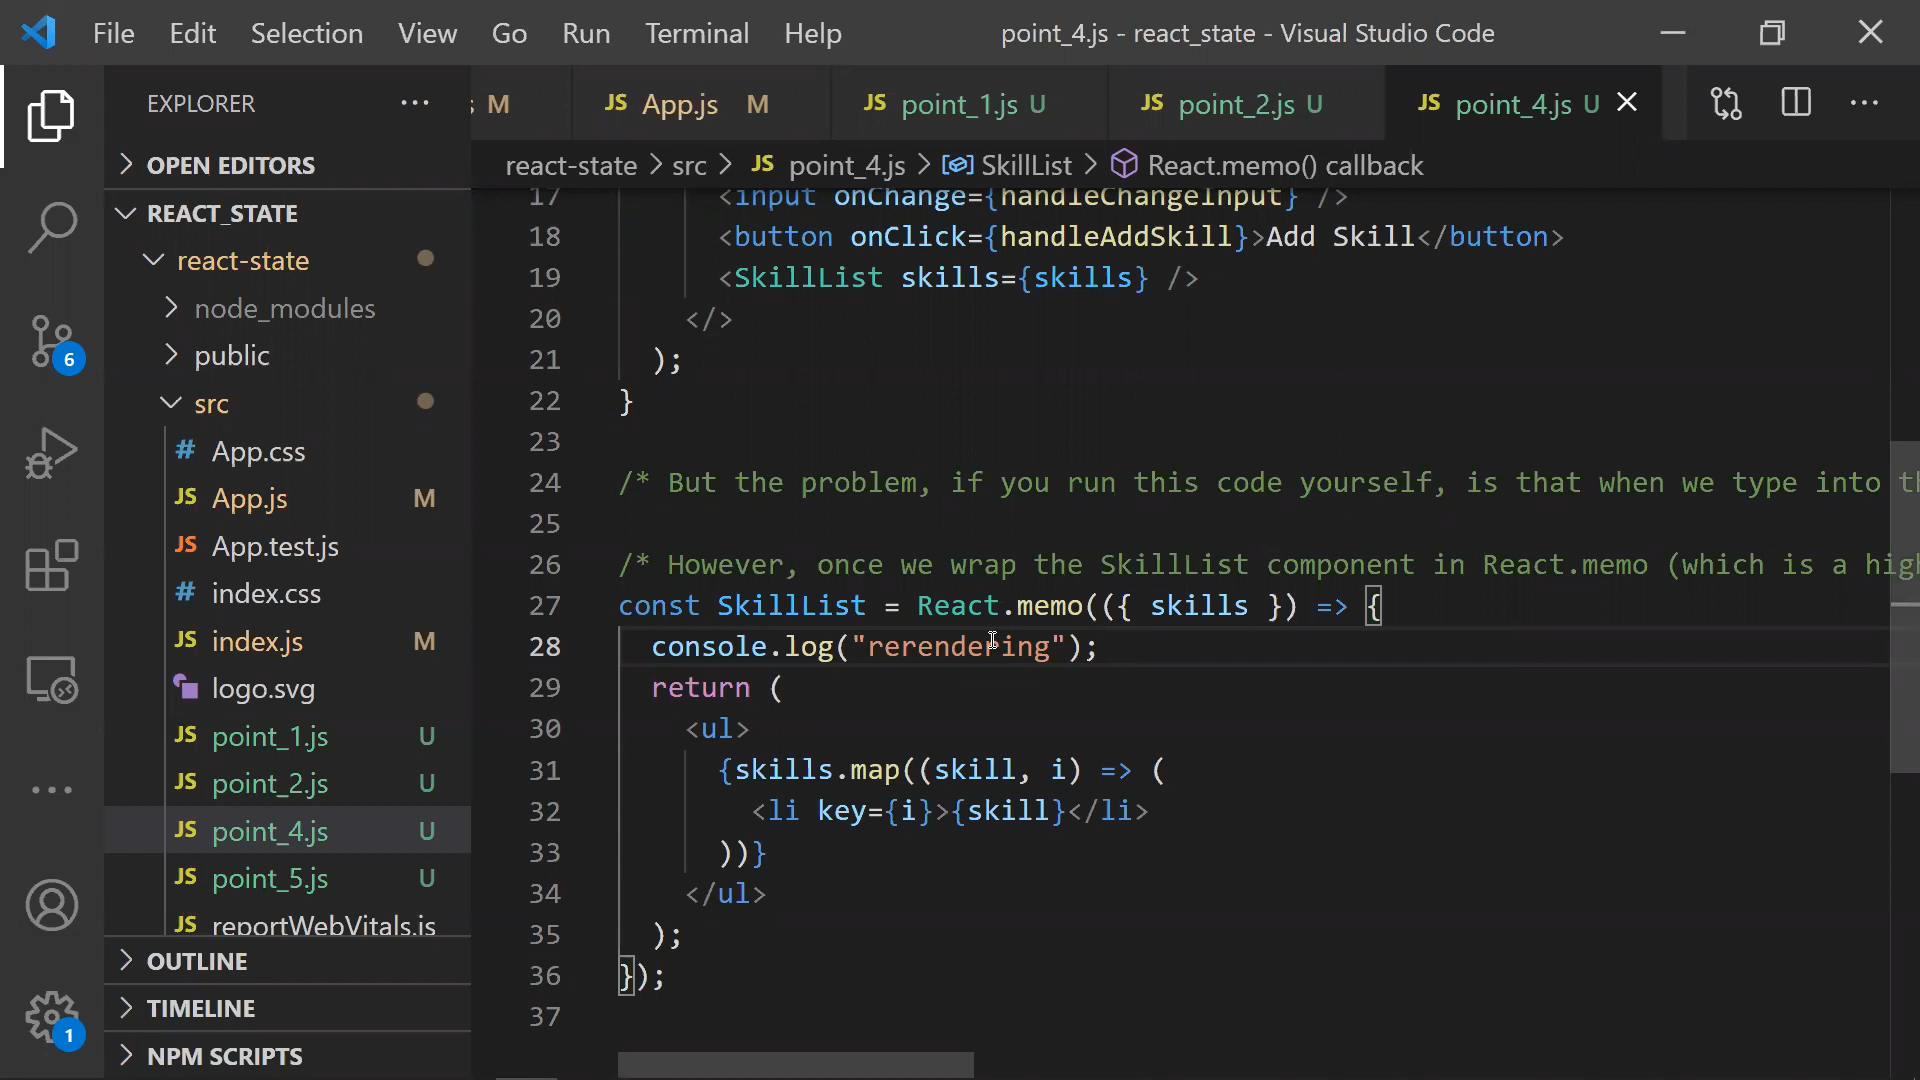 File Edit Selection View Go Run Terminal Help
point_4.js - react_state - Visual Studio Code
EXPLORER ...
M
JS App.js M
JS point_1.js U
JS point_2.js U
JS point_4.js U
OPEN EDITORS
react-state > src > JS point_4.js > SkillList > React.memo() callback
REACT_STATE
react-state
node_modules
public
src
# App.css
JS App.js M
JS App.test.js
# index.css
JS index.js M
logo.svg
JS point_1.js U
JS point_2.js U
JS point_4.js U
JS point_5.js U
JS reportWebVitals.js
OUTLINE
TIMELINE
NPM SCRIPTS
6
1
17 <input onChange={handleChangeInput} />
18 <button onClick={handleAddSkill}>Add Skill</button>
19 <SkillList skills={skills} />
20 </>
21 );
22 }
23
24 /* But the problem, if you run this code yourself, is that when we type into
25
26 /* However, once we wrap the SkillList component in React.memo (which is a
27 const SkillList = React.memo(({ skills }) => {
28 console.log("rerendering");
29 return (
30 <ul>
31 {skills.map((skill, i) => (
32 <li key={i}>{skill}</li>
33 ))}
34 </ul>
35 );
36 });
37